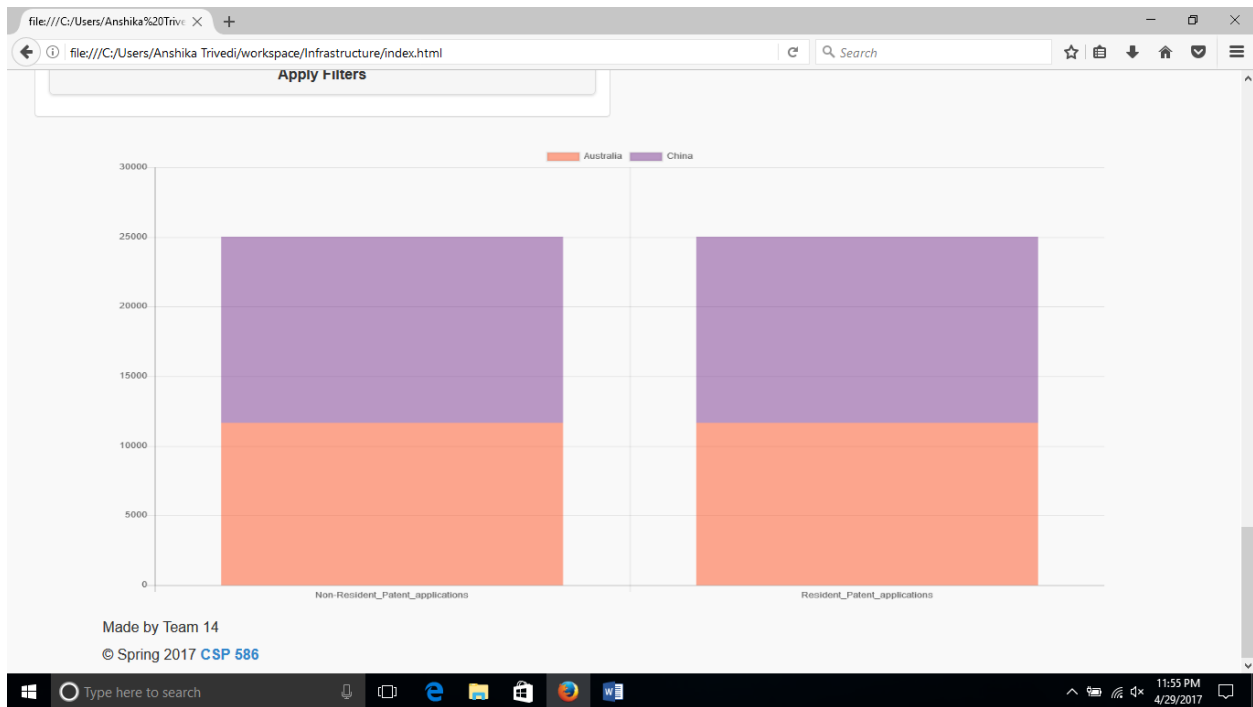 file:///C:/Users/Anshika%20Trive
file:///C:/Users/Anshika Trivedi/workspace/Infrastructure/index.html
Search
Apply Filters
Australia China
30000
25000
20000
15000
10000
5000
0
Non-Resident_Patent_applications Resident_Patent_applications
Made by Team 14
© Spring 2017 CSP 586
Type here to search
11:55 PM
4/29/2017